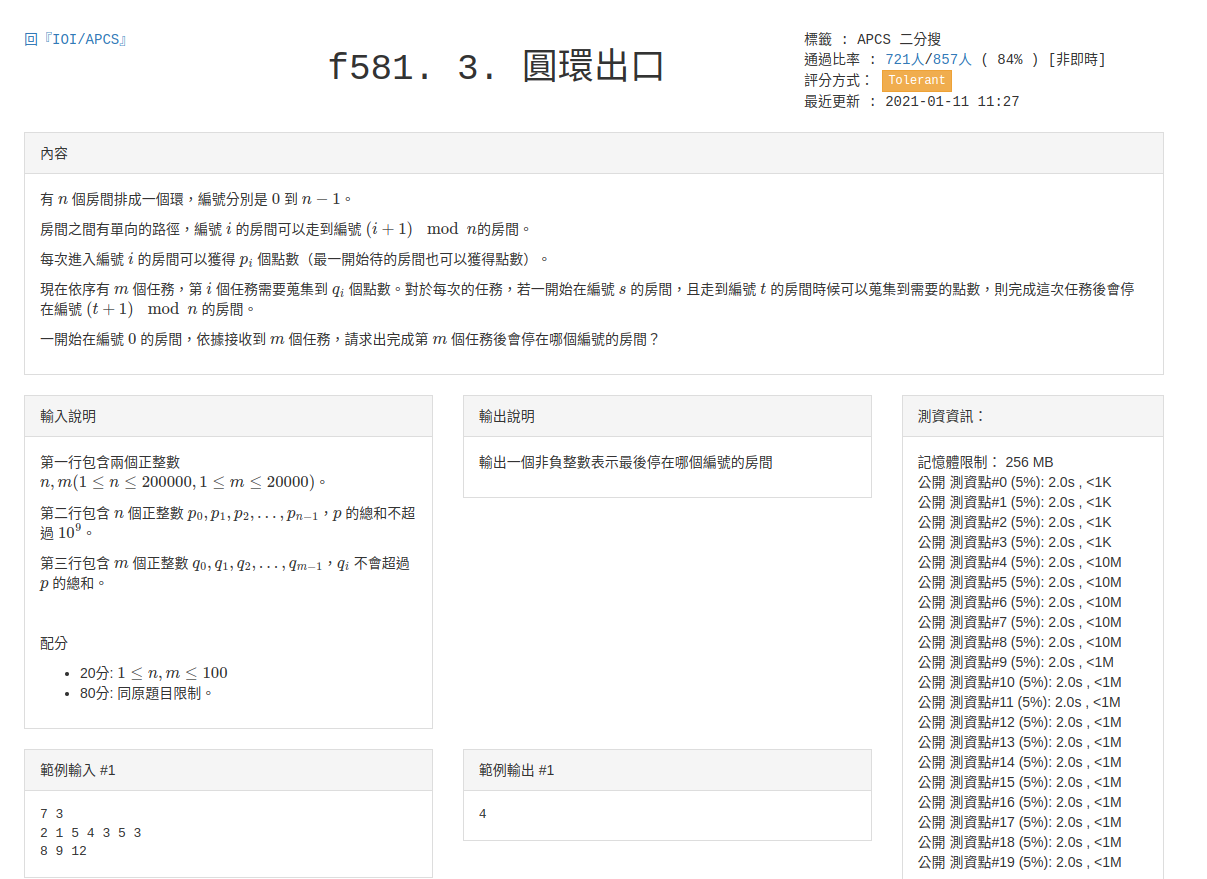 回『IOI/APCS』
f581. 3. 圓環出口
標籤 : APCS 二分搜
通過比率 : 721人/857人 ( 84% ) [非即時]
評分方式: Tolerant
最近更新 : 2021-01-11 11:27
內容
有 n 個房間排成一個環，編號分別是 0 到 n − 1。
房間之間有單向的路徑，編號 i 的房間可以走到編號 (i + 1) mod n的房間。
每次進入編號 i 的房間可以獲得 p_i 個點數（最一開始待的房間也可以獲得點數）。
現在依序有 m 個任務，第 i 個任務需要蒐集到 q_i 個點數。對於每次的任務，若一開始在編號 s 的房間，且走到編號 t 的房間時候可以蒐集到需要的點數，則完成這次任務後會停
在編號 (t + 1) mod n 的房間。
一開始在編號 0 的房間，依據接收到 m 個任務，請求出完成第 m 個任務後會停在哪個編號的房間？
輸入說明
第一行包含兩個正整數
n, m(1 ≤ n ≤ 200000, 1 ≤ m ≤ 20000)。
第二行包含 n 個正整數 p_0, p_1, p_2, ..., p_{n−1}，p 的總和不超
過 10^9。
第三行包含 m 個正整數 q_0, q_1, q_2, ..., q_{m−1}，q_i 不會超過
p 的總和。
配分
• 20分: 1 ≤ n, m ≤ 100
• 80分: 同原題目限制。
輸出說明
輸出一個非負整數表示最後停在哪個編號的房間
測資資訊：
記憶體限制： 256 MB
公開 測資點#0 (5%): 2.0s , <1K
公開 測資點#1 (5%): 2.0s , <1K
公開 測資點#2 (5%): 2.0s , <1K
公開 測資點#3 (5%): 2.0s , <1K
公開 測資點#4 (5%): 2.0s , <10M
公開 測資點#5 (5%): 2.0s , <10M
公開 測資點#6 (5%): 2.0s , <10M
公開 測資點#7 (5%): 2.0s , <10M
公開 測資點#8 (5%): 2.0s , <10M
公開 測資點#9 (5%): 2.0s , <1M
公開 測資點#10 (5%): 2.0s , <1M
公開 測資點#11 (5%): 2.0s , <1M
公開 測資點#12 (5%): 2.0s , <1M
公開 測資點#13 (5%): 2.0s , <1M
公開 測資點#14 (5%): 2.0s , <1M
公開 測資點#15 (5%): 2.0s , <1M
公開 測資點#16 (5%): 2.0s , <1M
公開 測資點#17 (5%): 2.0s , <1M
公開 測資點#18 (5%): 2.0s , <1M
公開 測資點#19 (5%): 2.0s , <1M
範例輸入 #1
7 3
2 1 5 4 3 5 3
8 9 12
範例輸出 #1
4